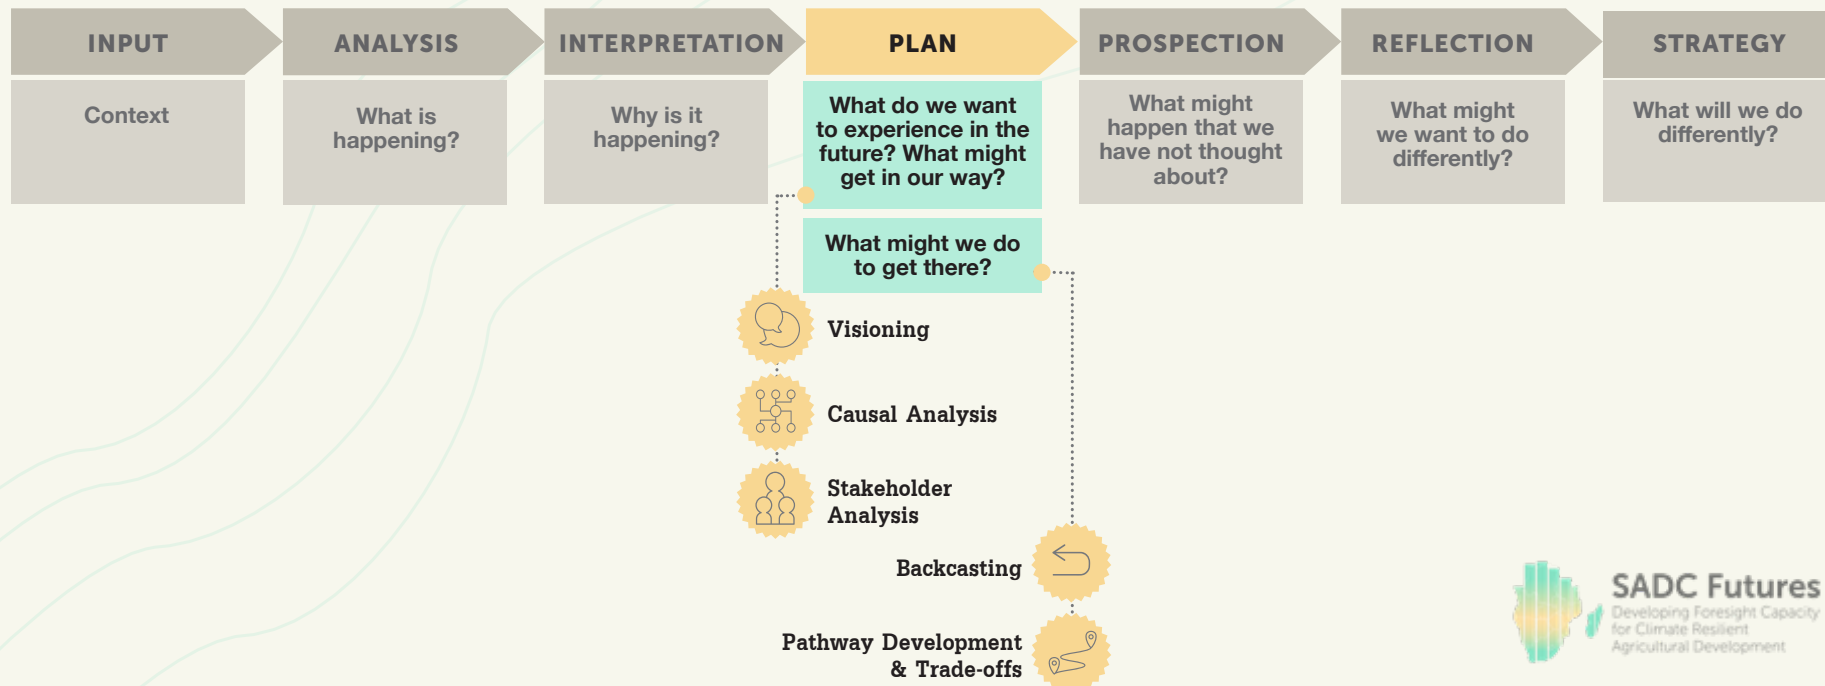 INPUT
ANALYSIS
INTERPRETATION
PLAN
PROSPECTION
REFLECTION
STRATEGY
Context
What is
happening?
Why is it
happening?
What do we want
to experience in the
future? What might
get in our way?
What might
happen that we
have not thought
about?
What might
we want to do
differently?
What will we do
differently?
What might we do
to get there?
Visioning
Causal Analysis
Stakeholder
Analysis
Backcasting
Pathway Development
& Trade-offs
SADC Futures
Developing Foresight Capacity
for Climate Resilient
Agricultural Development